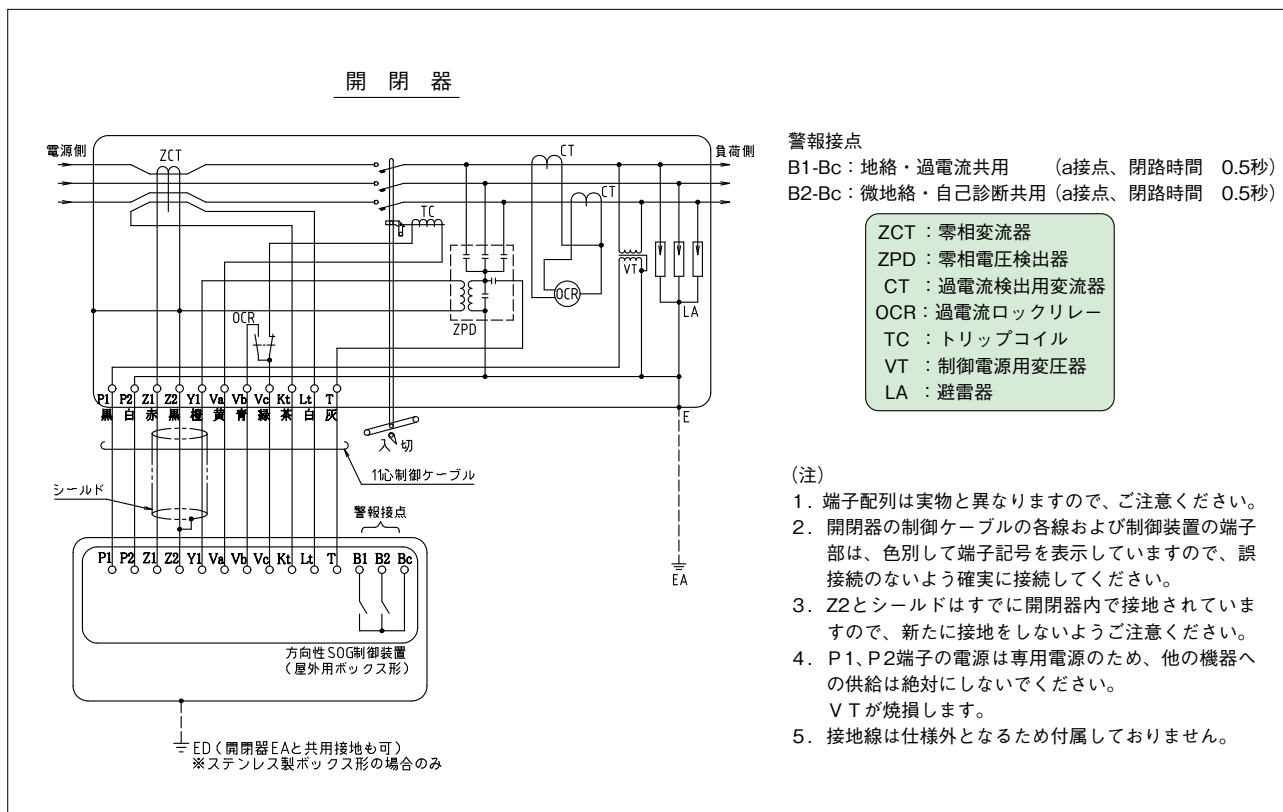 開 閉 器
電源側
ZCT
CT
負荷側
CT
TC
VT
OCR
LA
ZPD
OCR
P1 P2 Z1 Z2 Y1 Va Vb Vc Kt Lt T
黒 白 赤 黒 橙 黄 青 緑 茶 白 灰
E
入 切
11心制御ケーブル
シールド
警報接点
P1 P2 Z1 Z2 Y1 Va Vb Vc Kt Lt T B1 B2 Bc
EA
方向性SOG制御装置
(屋外用ボックス形)
ED(開閉器EAと共用接地も可)
※ステンレス製ボックス形の場合のみ
警報接点
B1-Bc:地絡・過電流共用 (a接点、閉路時間 0.5秒)
B2-Bc:微地絡・自己診断共用(a接点、閉路時間 0.5秒)
ZCT :零相変流器
ZPD :零相電圧検出器
CT :過電流検出用変流器
OCR:過電流ロックリレー
TC :トリップコイル
VT :制御電源用変圧器
LA :避雷器
(注)
1.端子配列は実物と異なりますので、ご注意ください。
2.開閉器の制御ケーブルの各線および制御装置の端子
部は、色別して端子記号を表示していますので、誤
接続のないよう確実に接続してください。
3.Z2とシールドはすでに開閉器内で接地されていま
すので、新たに接地をしないようご注意ください。
4.P1、P2端子の電源は専用電源のため、他の機器へ
の供給は絶対にしないでください。
VTが焼損します。
5.接地線は仕様外となるため付属しておりません。